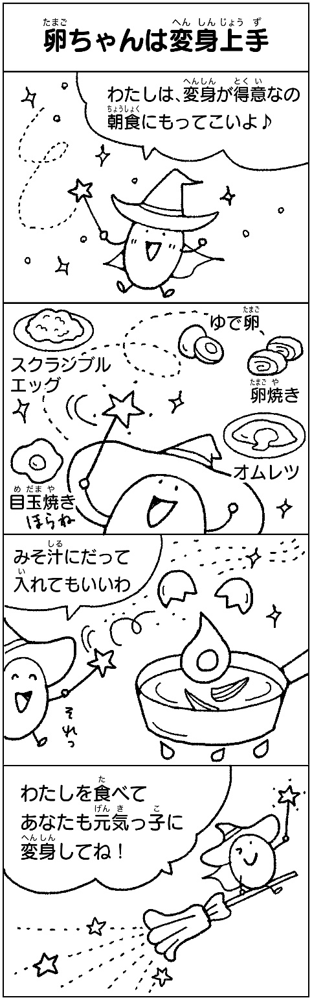 卵ちゃんは変身上手
たまご へん しん じょう ず
わたしは、変身が得意なの
へんしん とく い
朝食にもってこいよ♪
ちょうしょく
ゆで卵、
たまご
スクランブル
エッグ
卵焼き
たまご や
オムレツ
目玉焼き
め だま や
ほらね
みそ汁にだって
しる
入れてもいいわ
い
それっ
わたしを食べて
た
あなたも元気っ子に
げん き こ
変身してね！
へんしん